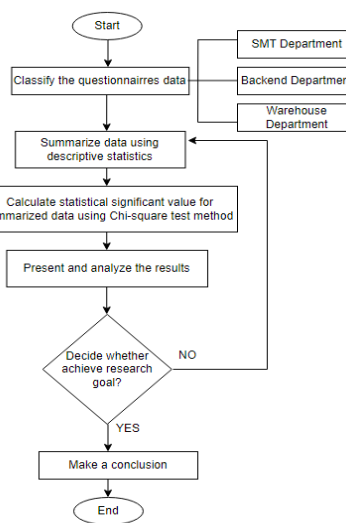 Start
SMT Department
Classify the questionnairres data
Backend Departmen
Warehouse
Department
Summarize data using
descriptive statistics
Calculate statistical significant value for
mmarized data using Chi-square test method
Present and analyze the results
Decide whether
achieve research
goal?
NO
YES
Make a conclusion
End